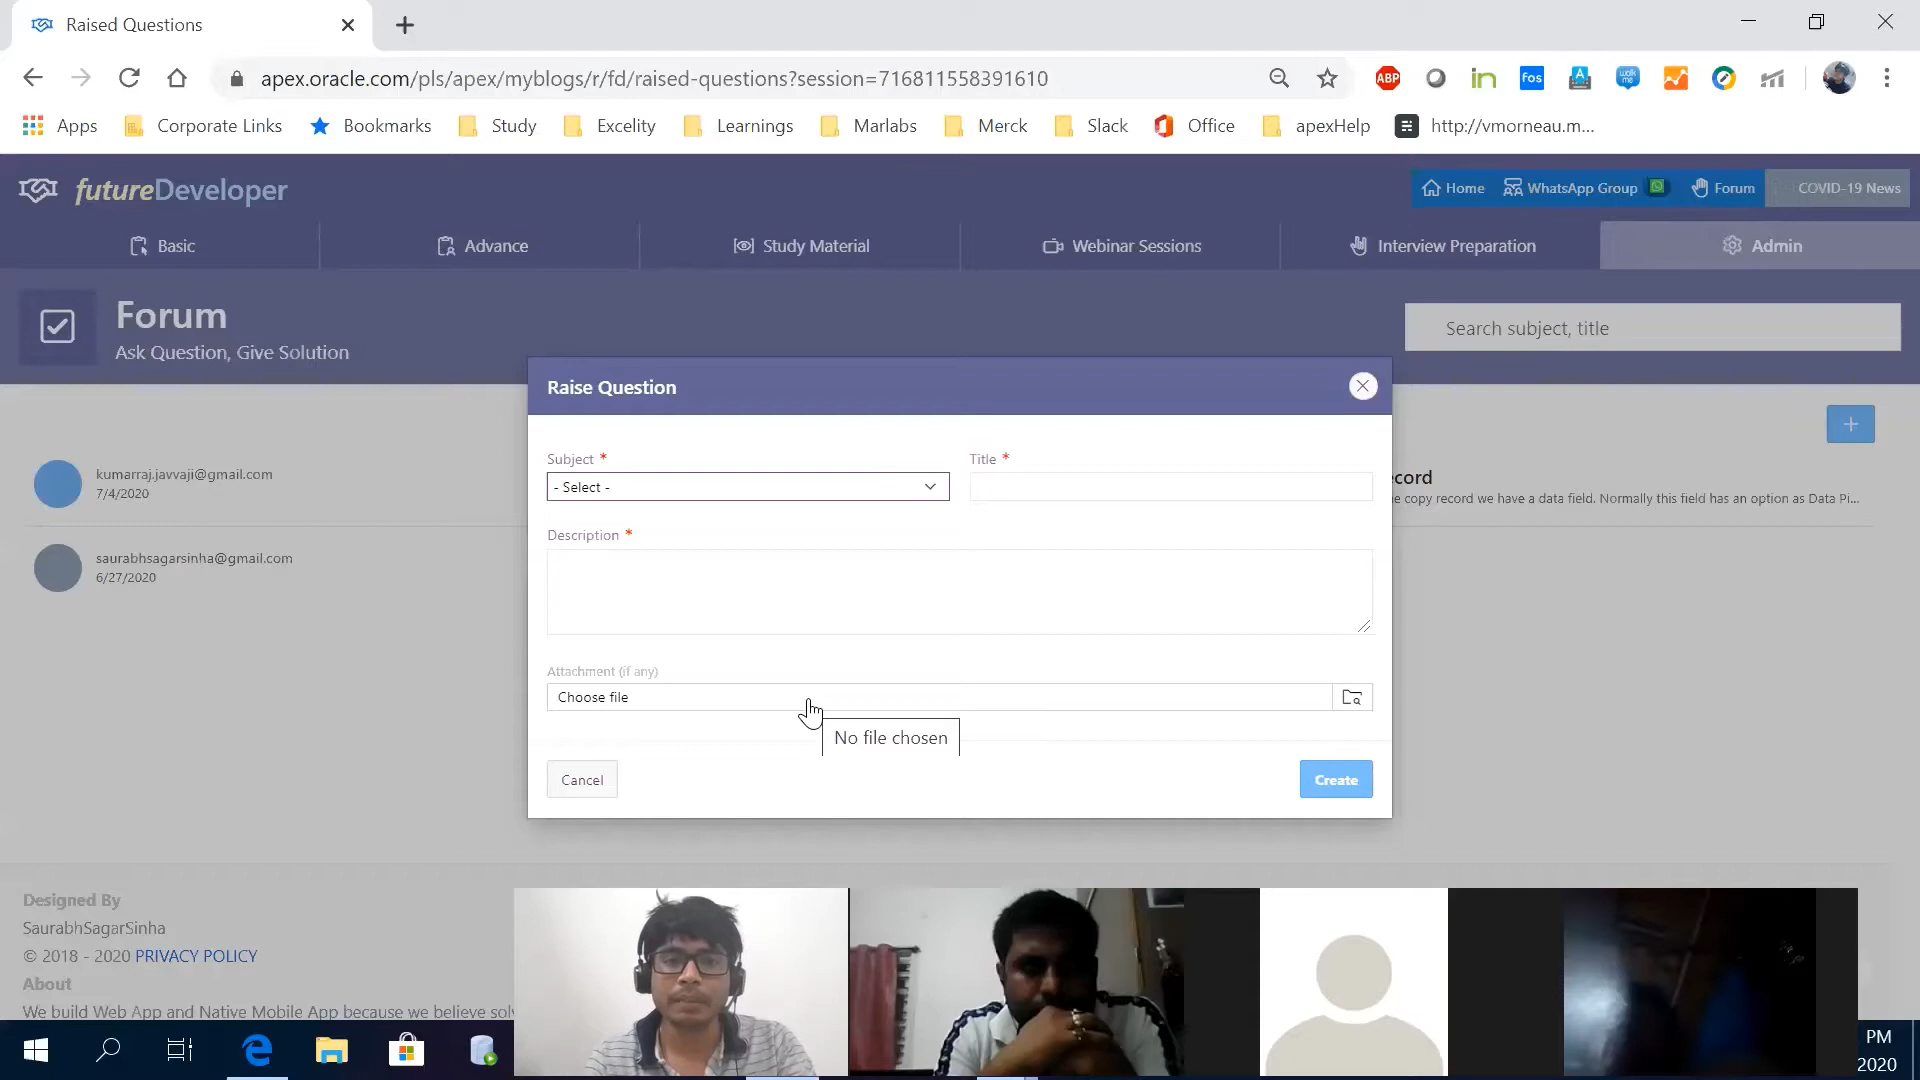 Raised Questions
apex.oracle.com/pls/apex/myblogs/r/fd/raised-questions?session=716811558391610
ABP
in
fos
A
walk me
Apps
Corporate Links
Bookmarks
Study
Excelity
Learnings
Marlabs
Merck
Slack
Office
apexHelp
http://vmorneau.m...
futureDeveloper
Home
WhatsApp Group
Forum
COVID-19 News
Basic
Advance
Study Material
Webinar Sessions
Interview Preparation
Admin
Forum
Ask Question, Give Solution
Search subject, title
Raise Question
kumarraj.javvaji@gmail.com
7/4/2020
saurabhsagarsinha@gmail.com
6/27/2020
Subject *
Title *
- Select -
Description *
Attachment (if any)
Choose file
No file chosen
Cancel
Create
+
cord
e copy record we have a data field. Normally this field has an option as Data Pi...
Designed By
SaurabhSagarSinha
© 2018 - 2020 PRIVACY POLICY
About
We build Web App and Native Mobile App because we believe solv
PM
2020